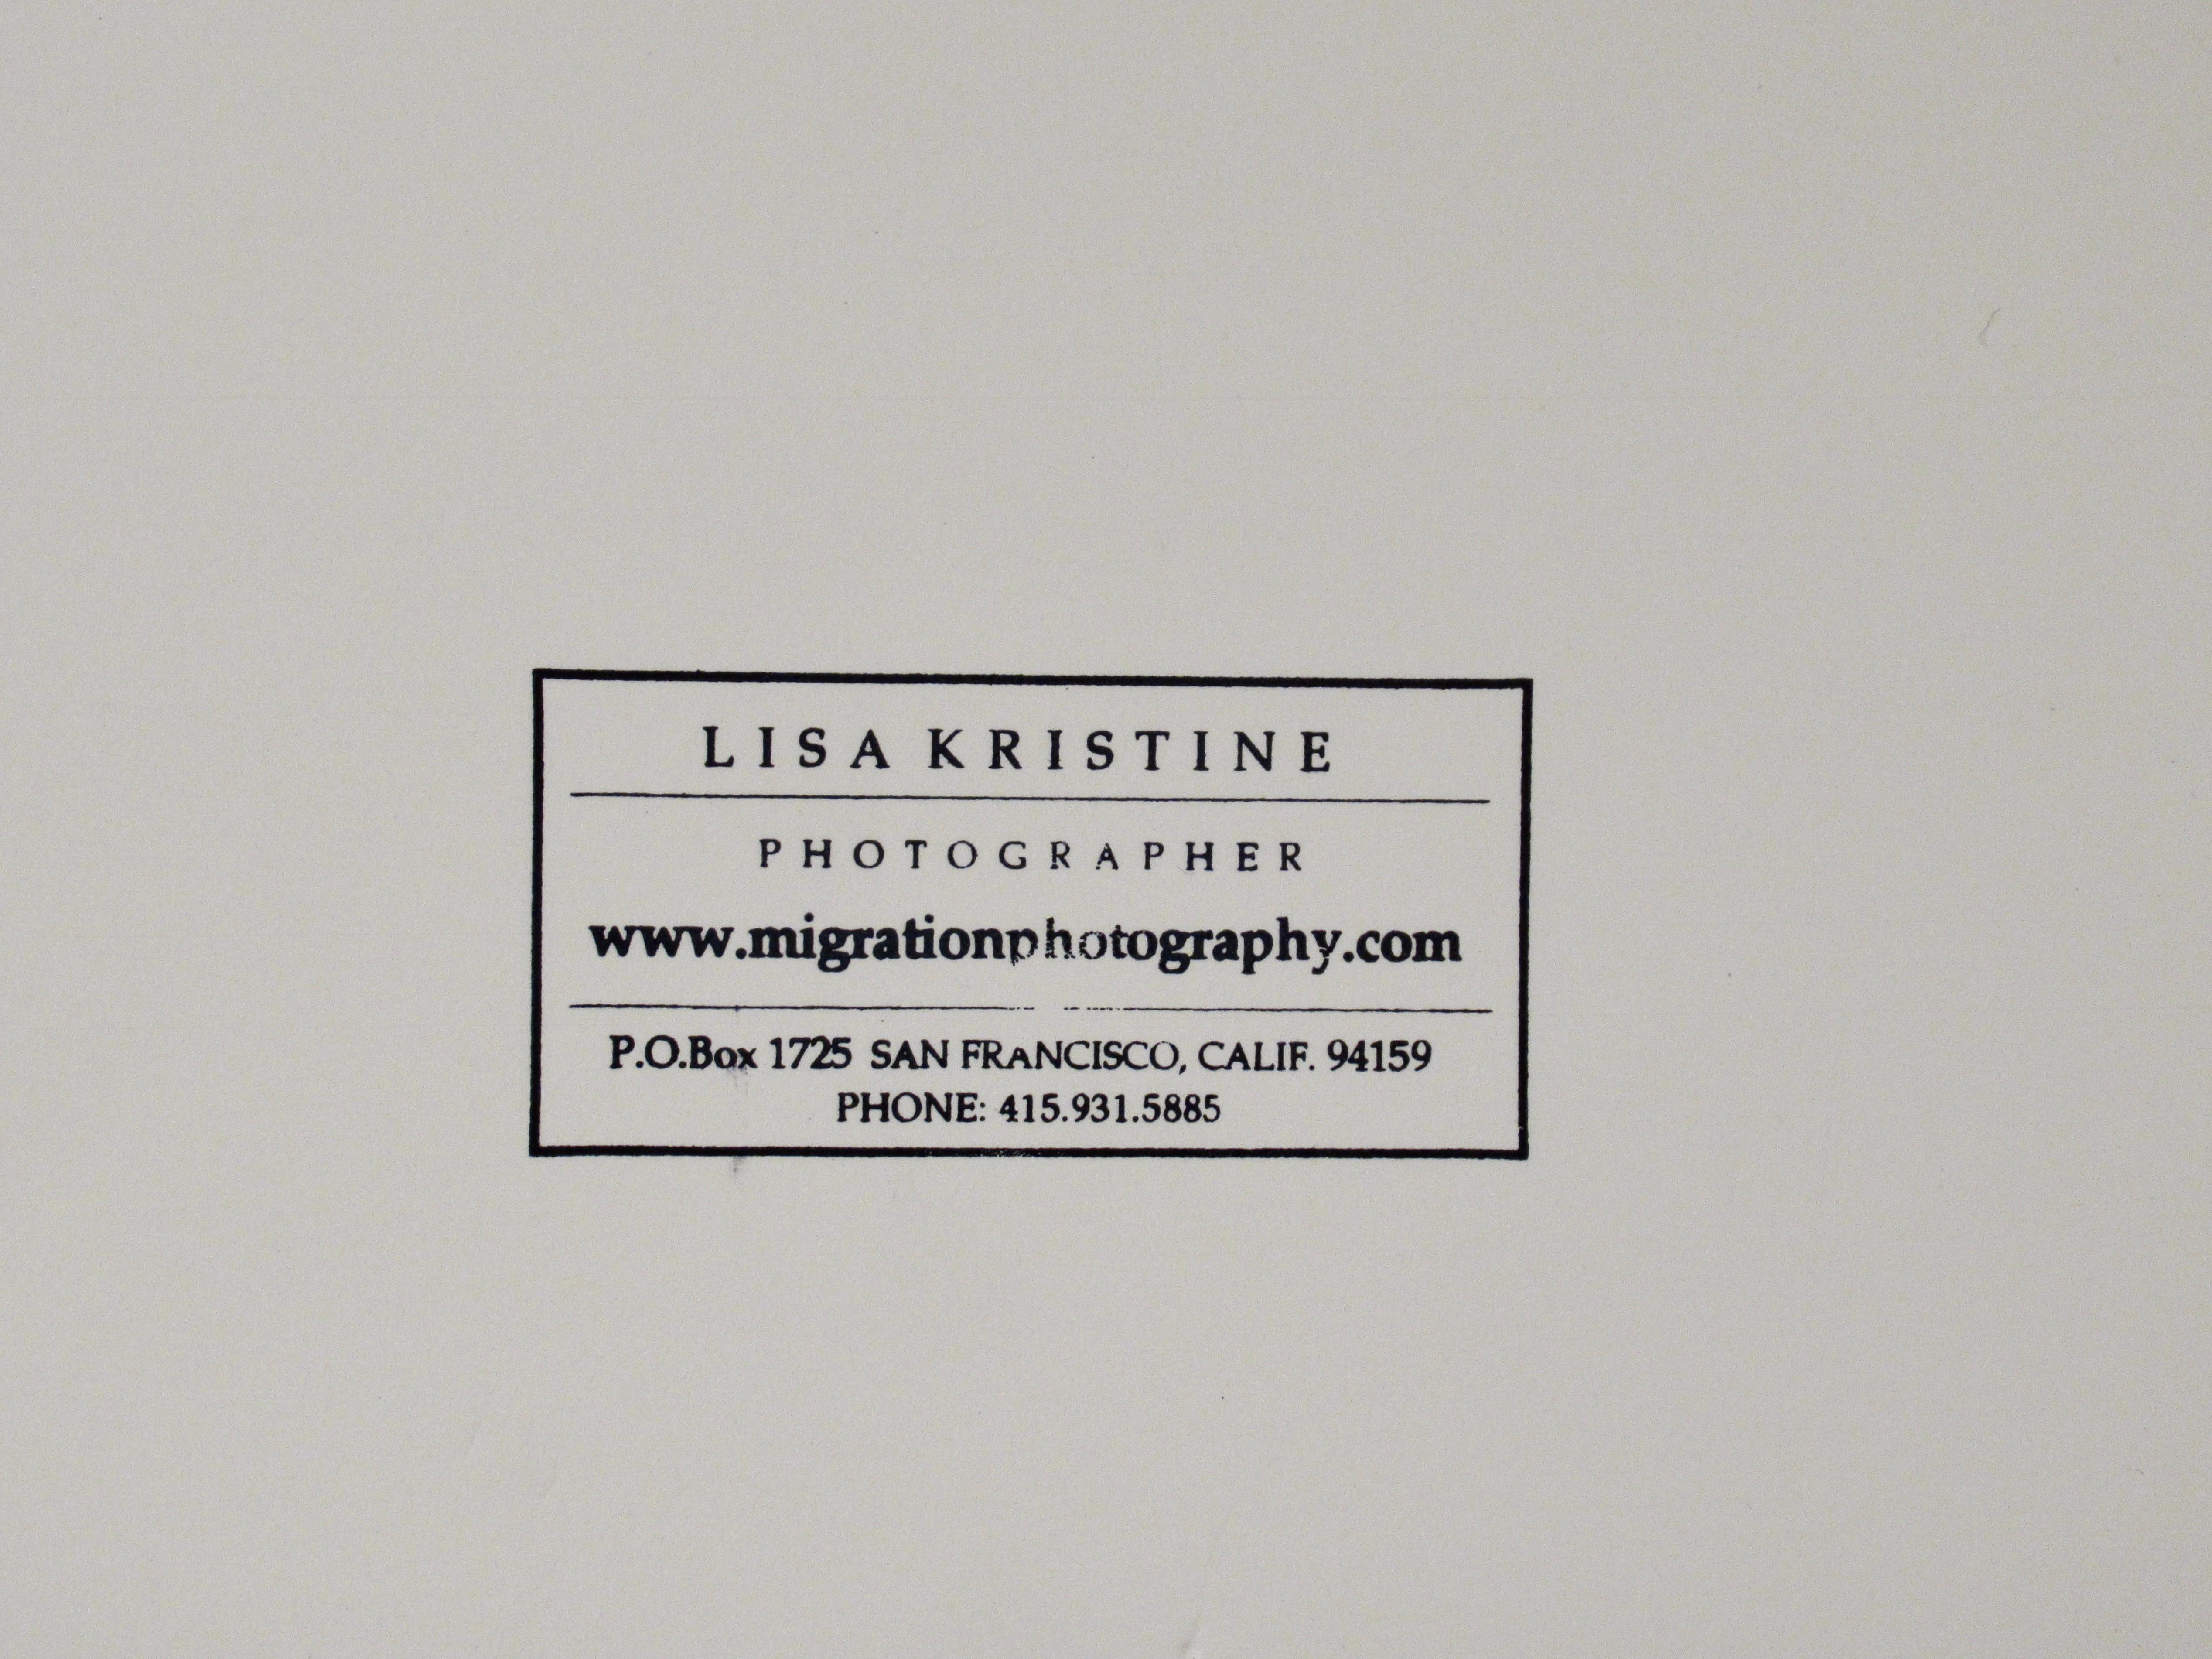 LISA KRISTINE
PHOTOGRAPHER
www.migrationphotography.com
P.O.Box 1725 SAN FRANCISCO, CALIF. 94159
PHONE: 415.931.5885